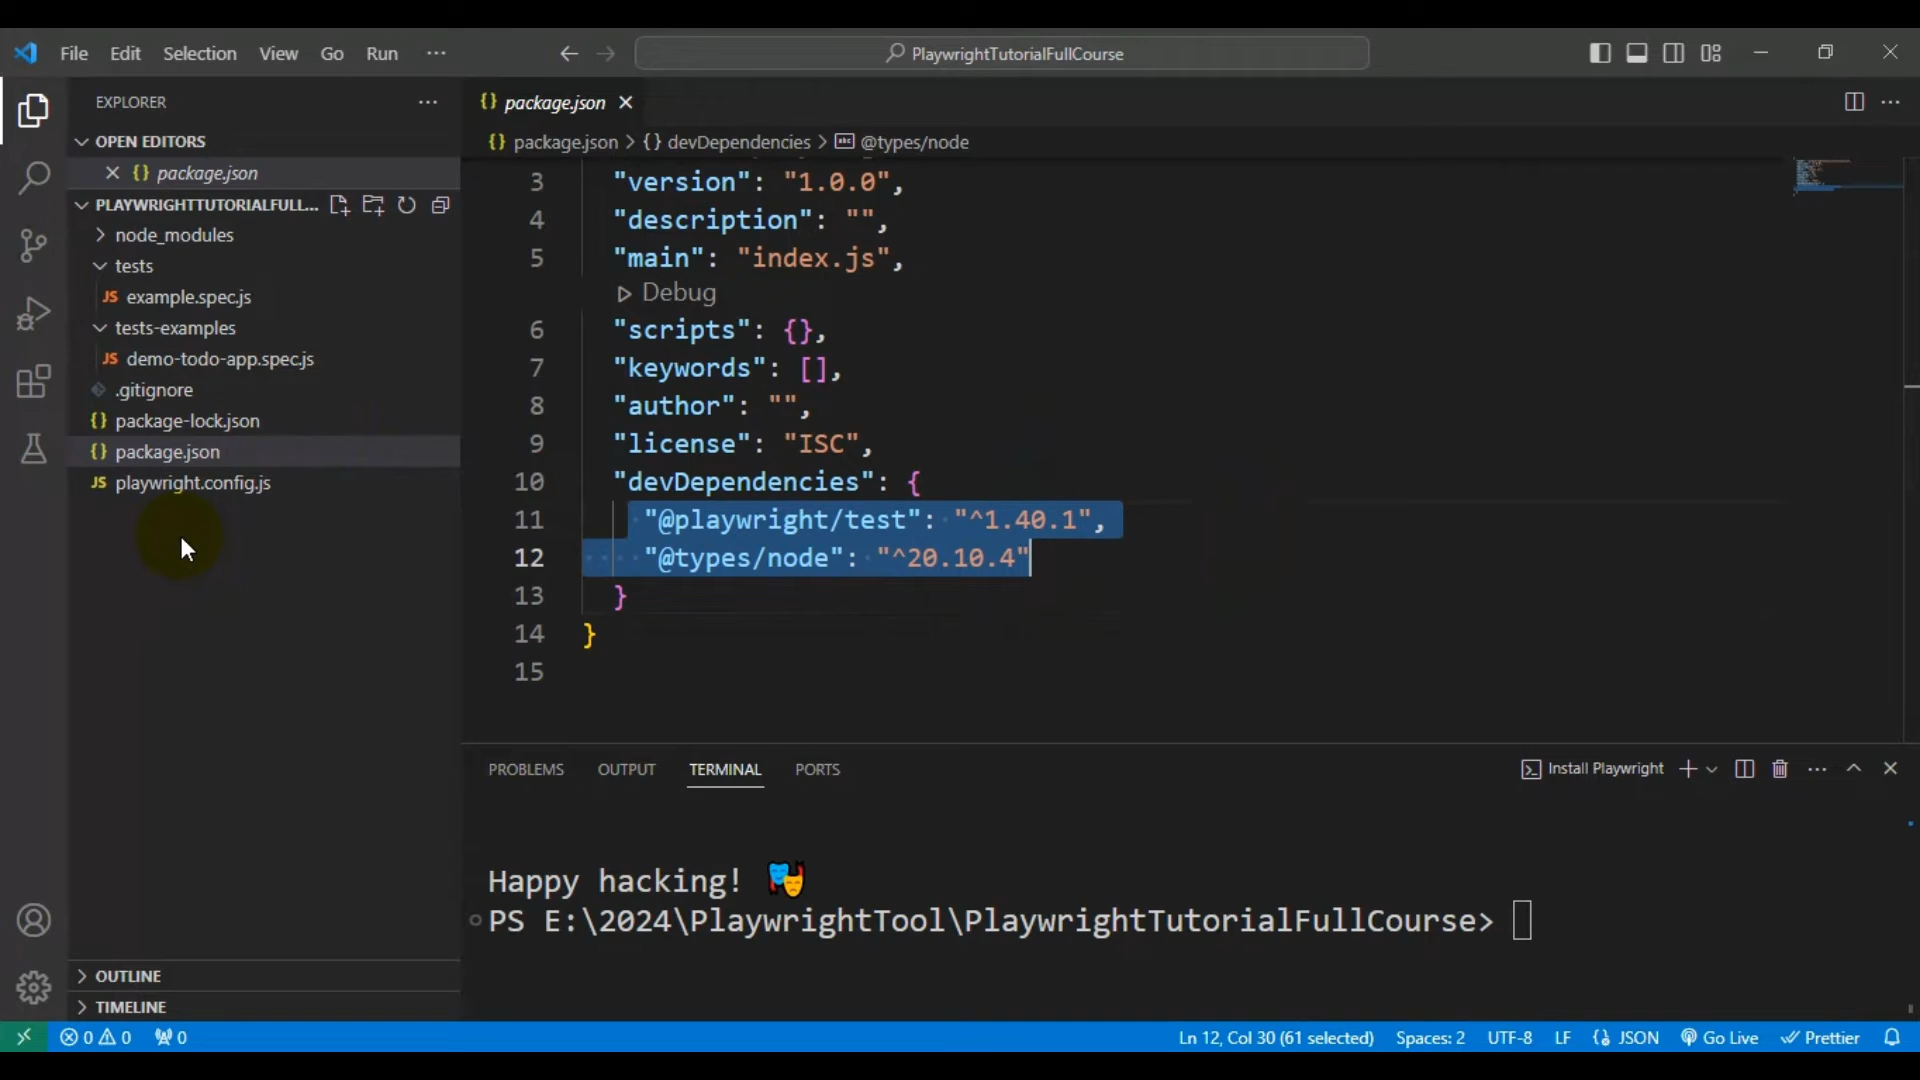 File Edit Selection View Go Run ···
PlaywrightTutorialFullCourse
EXPLORER
OPEN EDITORS
{} package.json
PLAYWRIGHTTUTORIALFULL...
node_modules
tests
JS example.spec.js
tests-examples
JS demo-todo-app.spec.js
.gitignore
{} package-lock.json
{} package.json
JS playwright.config.js
OUTLINE
TIMELINE
{} package.json
{} package.json > {} devDependencies > abc @types/node
3 "version": "1.0.0",
4 "description": "",
5 "main": "index.js",
Debug
6 "scripts": {},
7 "keywords": [],
8 "author": "",
9 "license": "ISC",
10 "devDependencies": {
11 "@playwright/test": "^1.40.1",
12 "@types/node": "^20.10.4"
13 }
14 }
15
PROBLEMS OUTPUT TERMINAL PORTS
Install Playwright
Happy hacking!
PS E:\2024\PlaywrightTool\PlaywrightTutorialFullCourse>
0 0 0
Ln 12, Col 30 (61 selected) Spaces: 2 UTF-8 LF {} JSON Go Live Prettier